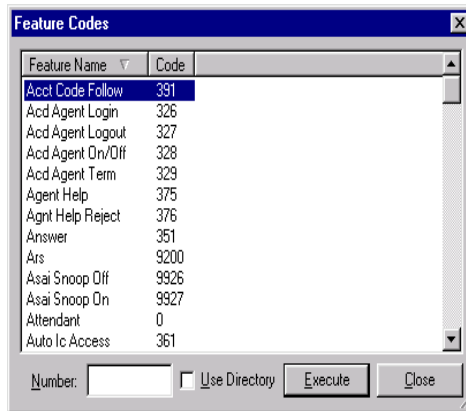 Feature Codes
Feature Name Code
Acct Code Follow 391
Acd Agent Login 326
Acd Agent Logout 327
Acd Agent On/Off 328
Acd Agent Term 329
Agent Help 375
Agnt Help Reject 376
Answer 351
Ars 9200
Asai Snoop Off 9926
Asai Snoop On 9927
Attendant 0
Auto Ic Access 361
Number: Use Directory Execute Close